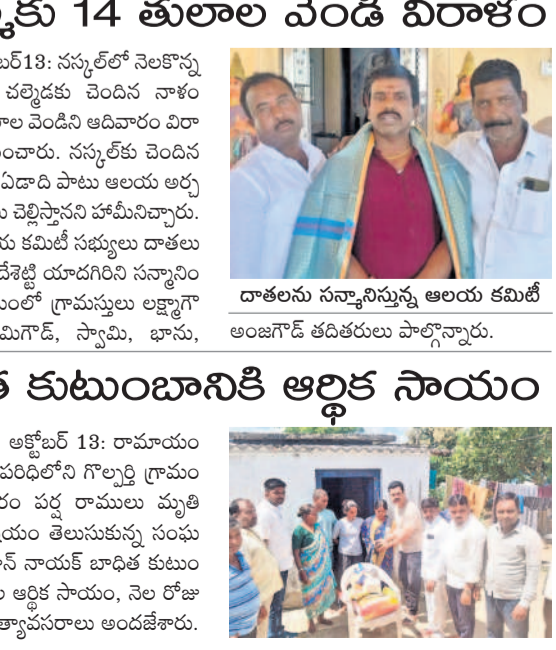 కు 14 తులాల వెండి విరాళం
బర్13: నస్కల్‌లో నెలకొన్న
చల్మెడకు చెందిన నాళం
ాల వెండిని ఆదివారం విరా
ంచారు. నస్కల్‌కు చెందిన
ఏడాది పాటు ఆలయ అర్చ
ు చెల్లిస్తానని హామీనిచ్చారు.
య కమిటీ సభ్యులు దాతలు
దేశెట్టి యాదగిరిని సన్మానిం
ంలో గ్రామస్తులు లక్ష్మాగౌ
మిగౌడ్, స్వామి, భాను,
దాతలను సన్మానిస్తున్న ఆలయ కమిటీ
అంజగౌడ్ తదితరులు పాల్గొన్నారు.
త కుటుంబానికి ఆర్థిక సాయం
అక్టోబర్ 13: రామాయం
పరిధిలోని గొల్పర్తి గ్రామం
రం పర్ష రాములు మృతి
యం తెలుసుకున్న సంఘ
ాన్ నాయక్ బాధిత కుటుం
ల ఆర్థిక సాయం, నెల రోజు
త్యావసరాలు అందజేశారు.